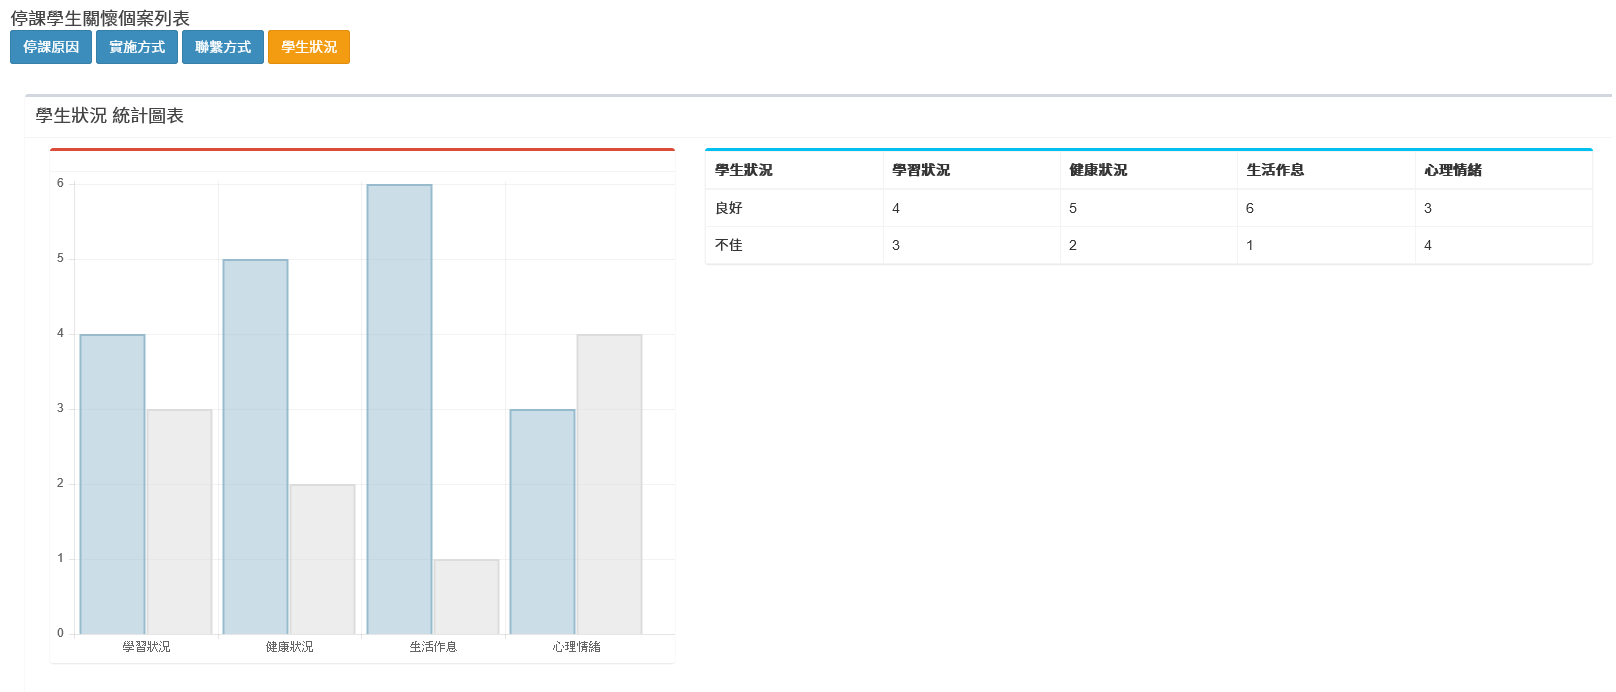 停課學生關懷個案列表
停課原因 實施方式 聯繫方式 學生狀況
學生狀況 統計圖表
6
5
4
3
2
1
0
學習狀況 健康狀況 生活作息 心理情緒
學生狀況 學習狀況 健康狀況 生活作息 心理情緒
良好 4 5 6 3
不佳 3 2 1 4